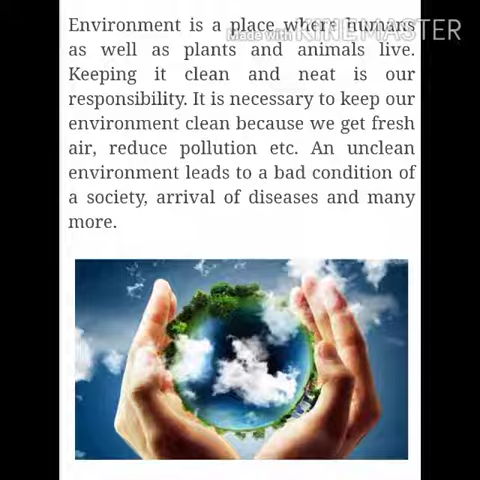 Environment is a place where humans
Made with KINEMASTER
as well as plants and animals live.
Keeping it clean and neat is our
responsibility. It is necessary to keep our
environment clean because we get fresh
air, reduce pollution etc. An unclean
environment leads to a bad condition of
a society, arrival of diseases and many
more.